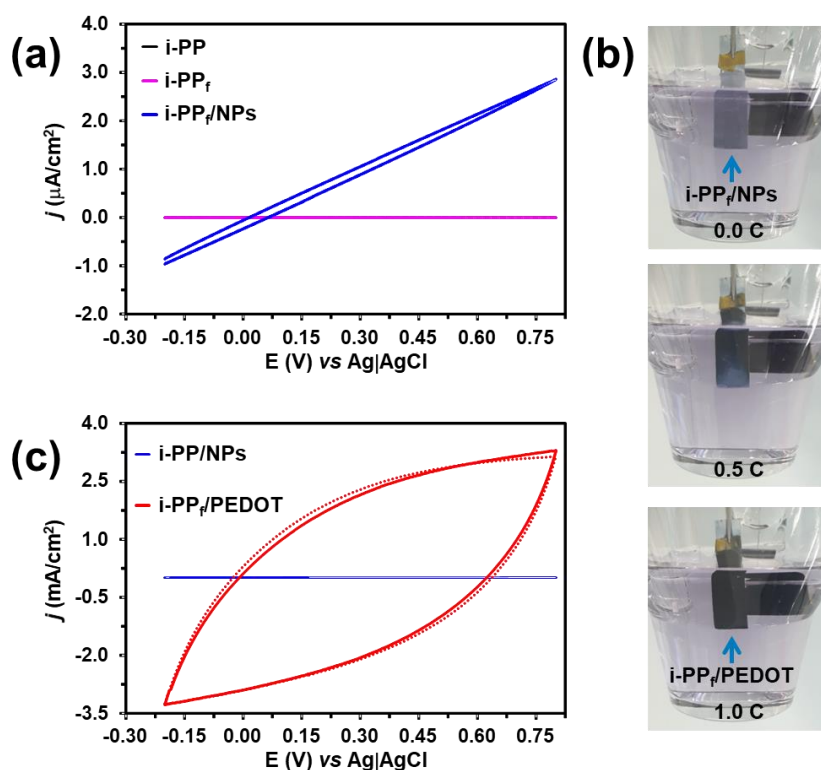 (a)
i-PP
i-PPf
i-PPf/NPs
j (μA/cm²)
4.0
3.0
2.0
1.0
0.0
-1.0
-2.0
-0.30 -0.15 0.00 0.15 0.30 0.45 0.60 0.75
E (V) vs Ag|AgCl
(b)
i-PPf/NPs
0.0 C
0.5 C
i-PPf/PEDOT
1.0 C
(c)
i-PP/NPs
i-PPf/PEDOT
j (mA/cm²)
4.0
2.5
1.0
-0.5
-2.0
-3.5
-0.30 -0.15 0.00 0.15 0.30 0.45 0.60 0.75
E (V) vs Ag|AgCl